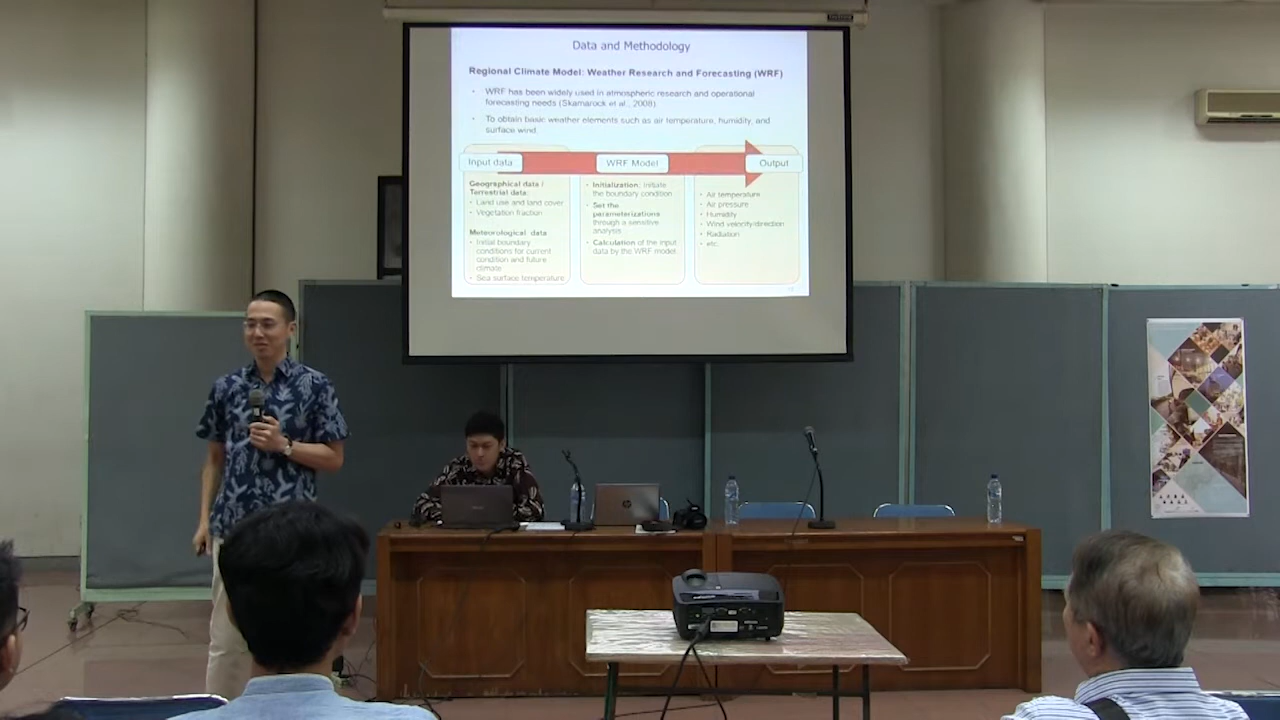 Data and Methodology
Regional Climate Model: Weather Research and Forecasting (WRF)
• WRF has been widely used in atmospheric research and operational
forecasting needs (Skamarock et al., 2008).
• To obtain basic weather elements such as air temperature, humidity, and
surface wind.
Input data
WRF Model
Output
Geographical data /
Terrestrial data:
• Land use and land cover
• Vegetation fraction
Meteorological data
• Initial boundary
conditions for current
condition and future
climate
• Sea surface temperature
• Initialization: Initiate
the boundary condition
• Set the
parameterizations
through a sensitive
analysis
• Calculation of the input
data by the WRF model.
• Air temperature
• Air pressure
• Humidity
• Wind velocity/direction
• Radiation
• etc.